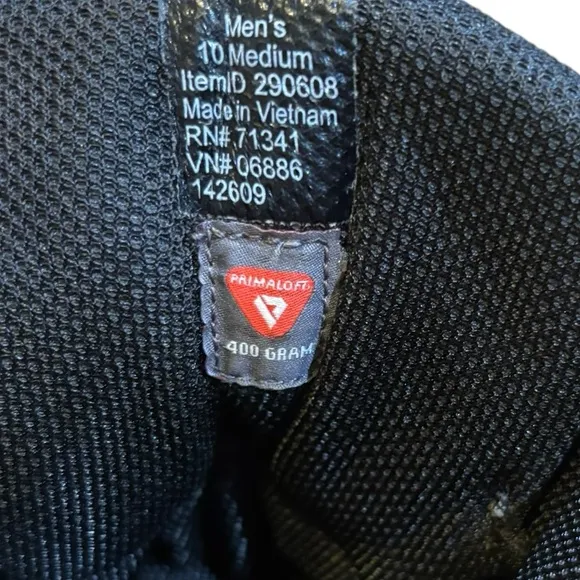 Men's
10 Medium
ItemID 290608
Made in Vietnam
RN# 71341
VN# 06886
142609
PRIMALOFT
400 GRAM